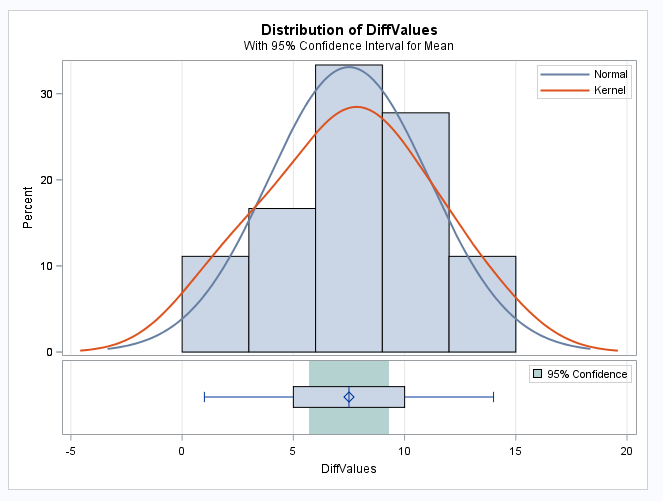 Distribution of DiffValues
With 95% Confidence Interval for Mean
Normal
Kernel
30
20
10
0
Percent
95% Confidence
-5 0 5 10 15 20
DiffValues